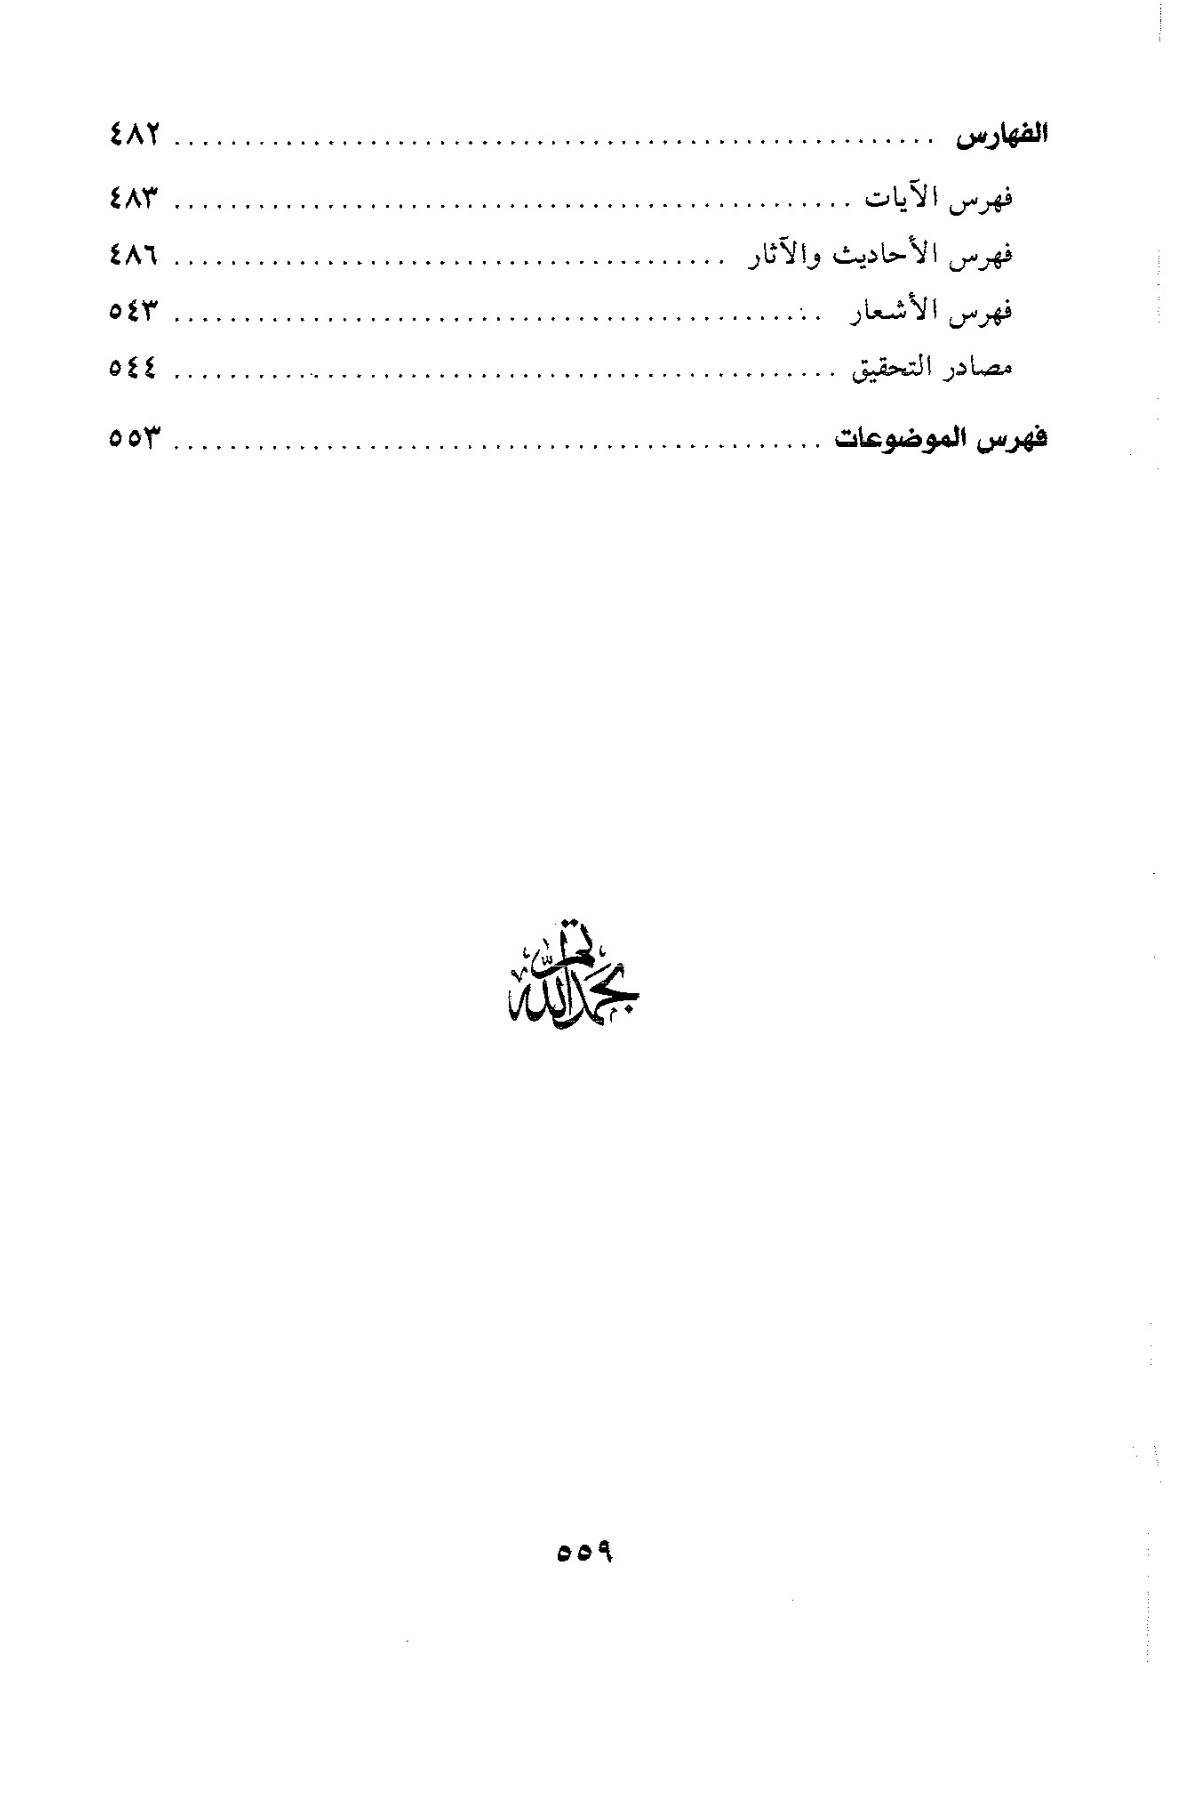 الفهارس ........................................................ ٤٨٢
فهرس الآيات .................................................. ٤٨٣
فهرس الأحاديث والآثار ........................................ ٤٨٦
فهرس الأشعار ................................................ ٥٤٣
مصادر التحقيق ................................................ ٥٤٤
فهرس الموضوعات ............................................... ٥٥٣
تم بحمد الله
٥٥٩